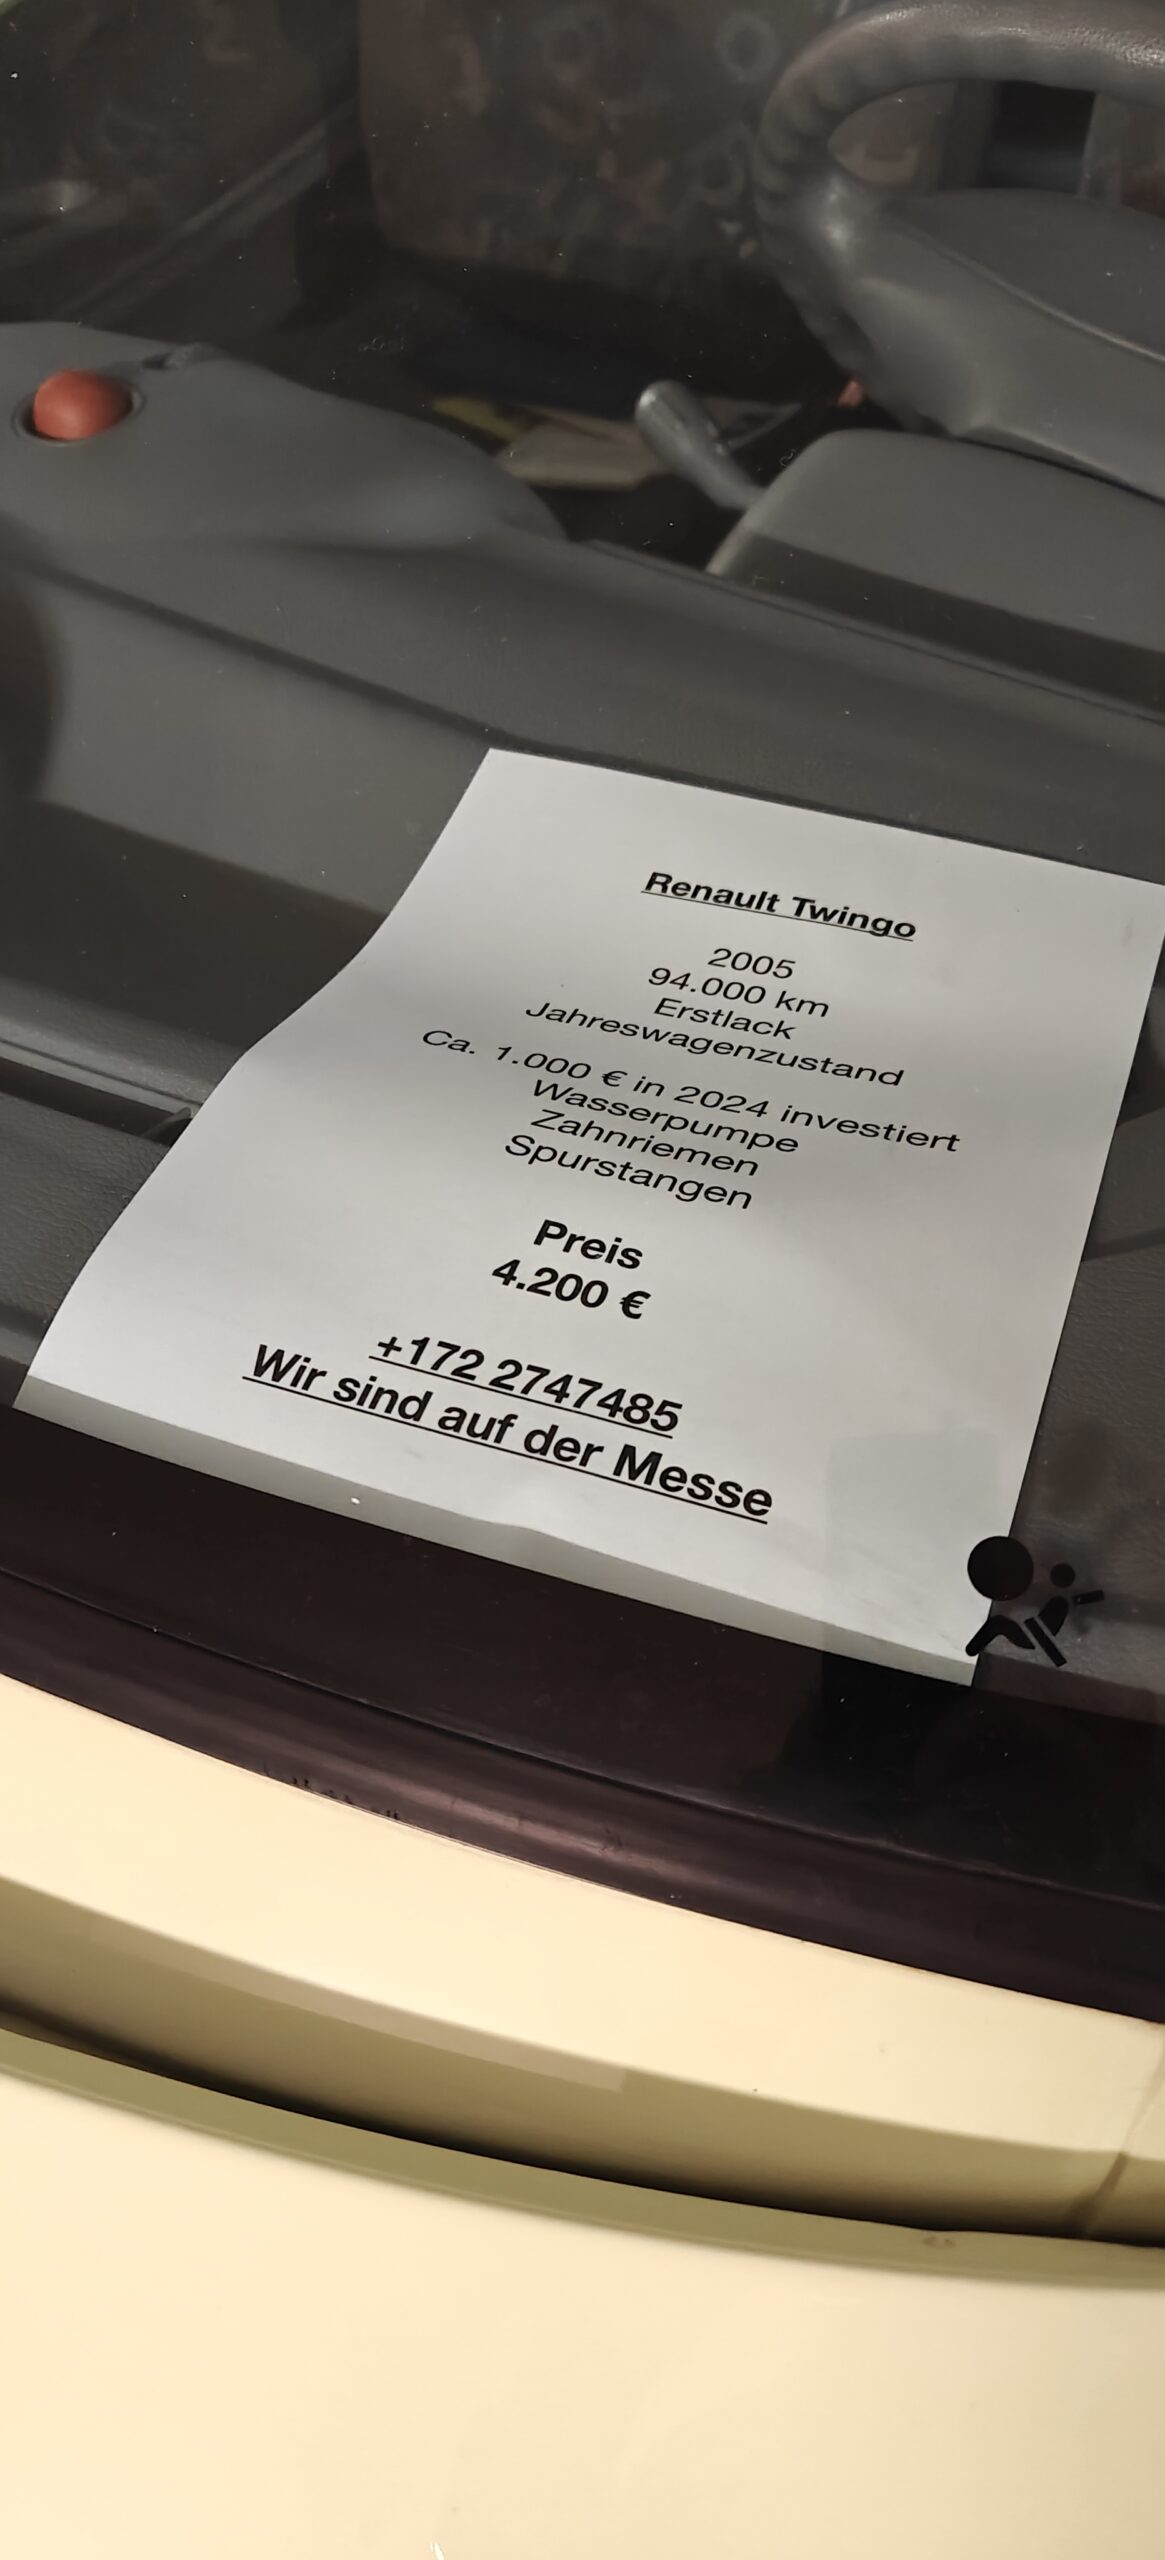 Renault Twingo
2005
94.000 km
Erstlack
Jahreswagenzustand
Ca. 1.000 € in 2024 investiert
Wasserpumpe
Zahnriemen
Spurstangen
Preis
4.200 €
+172 2747485
Wir sind auf der Messe